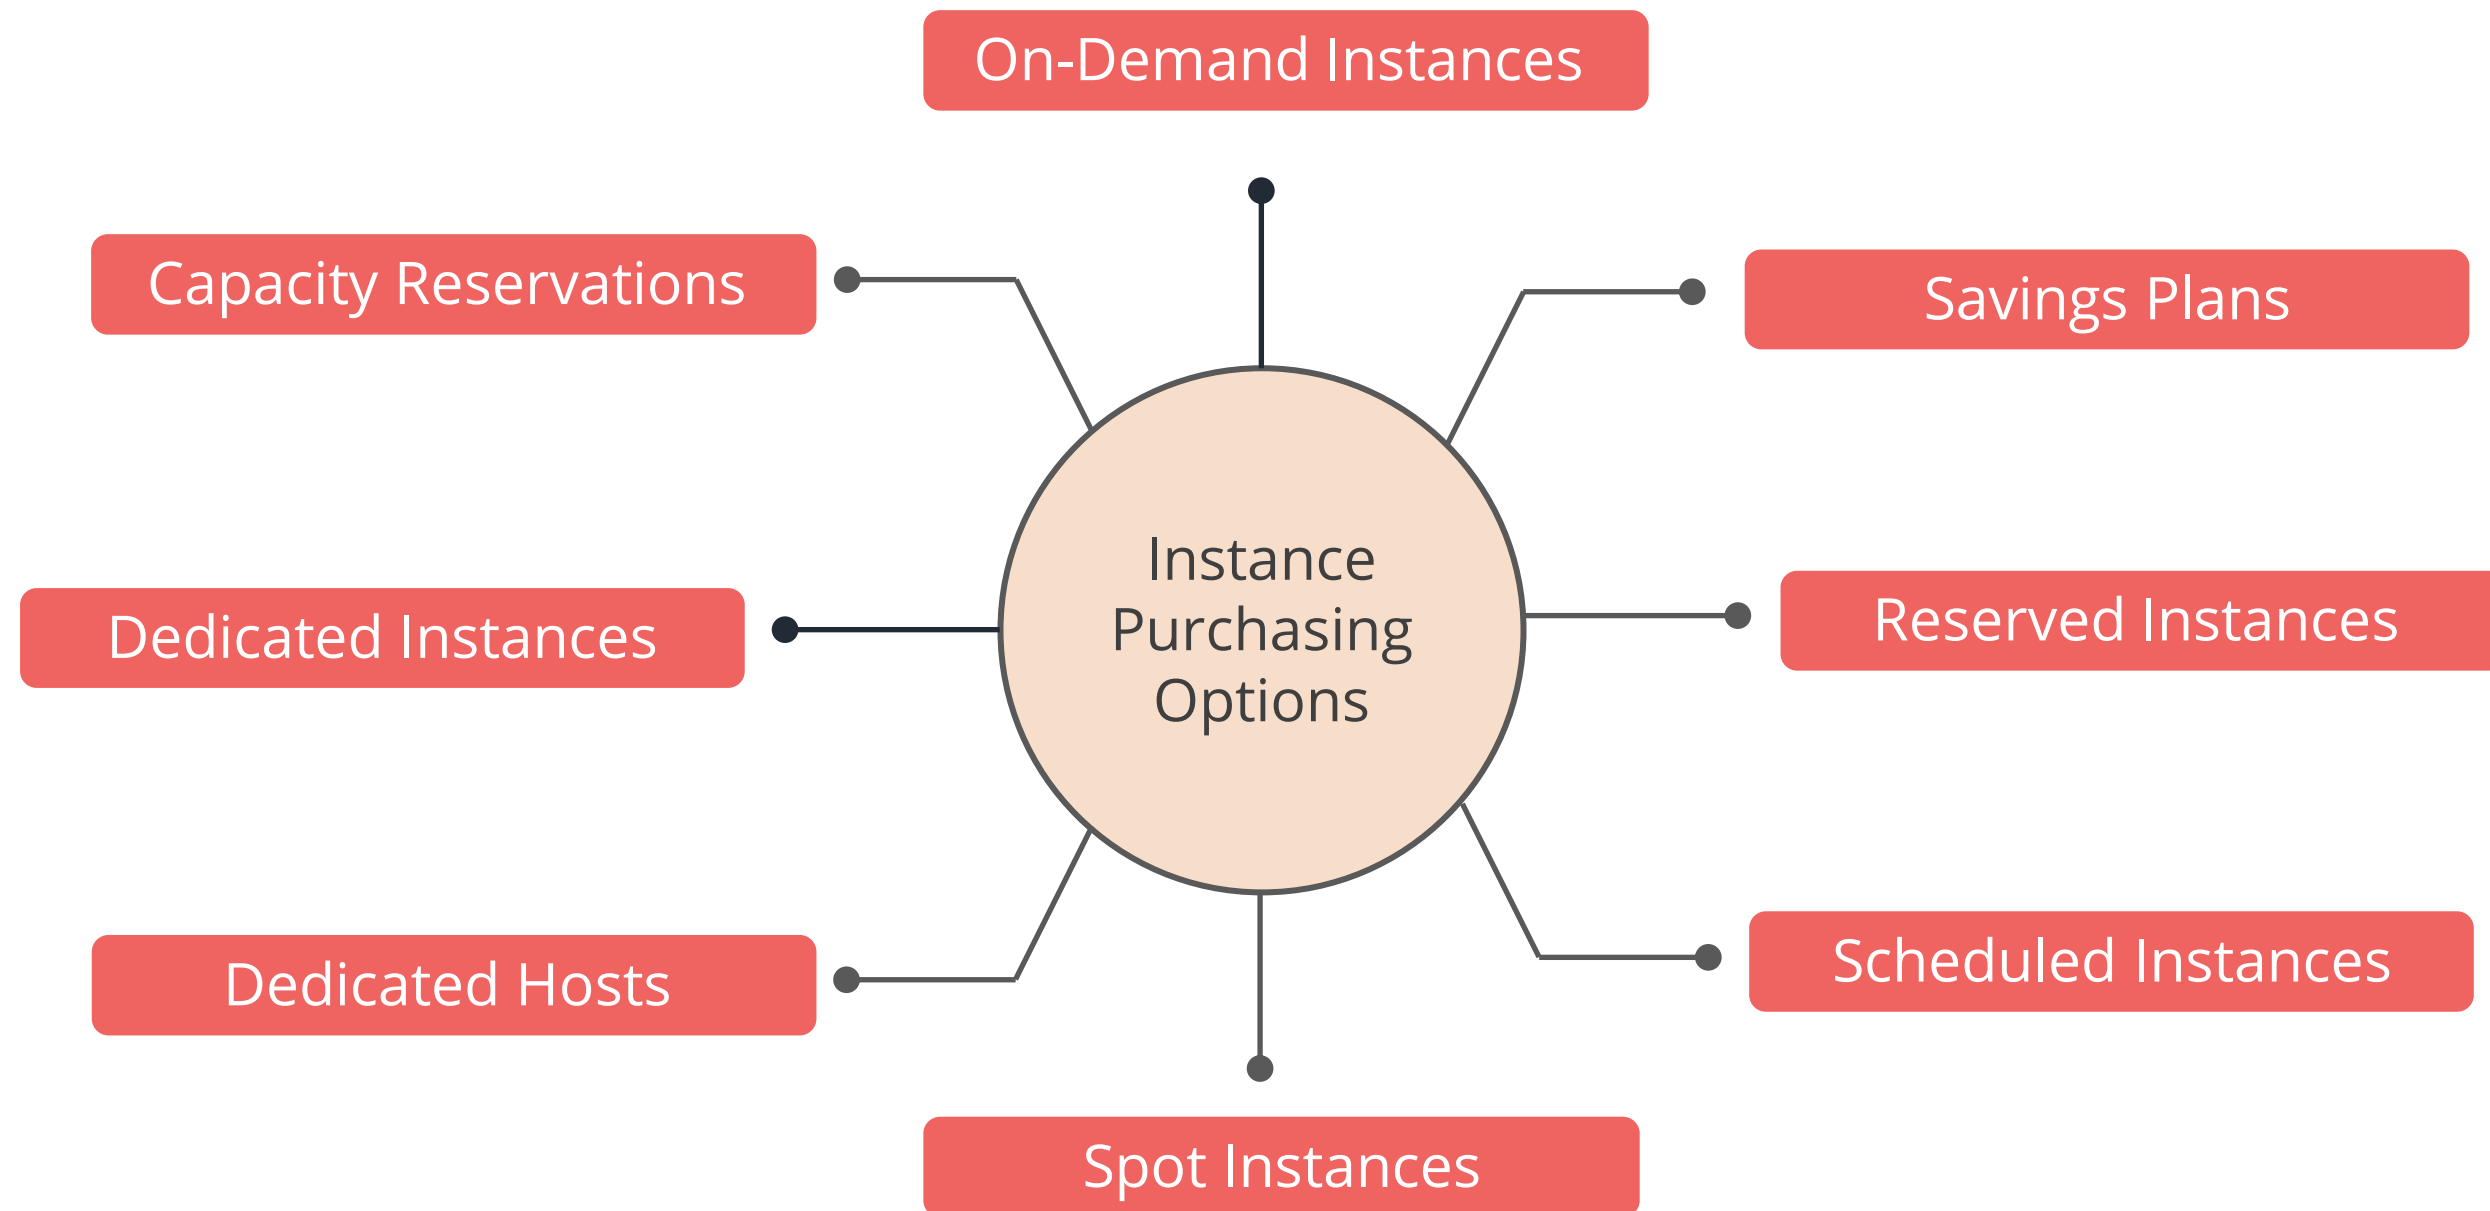 On-Demand Instances
Capacity Reservations
Savings Plans
Instance
Purchasing
Options
Dedicated Instances
Reserved Instances
Dedicated Hosts
Scheduled Instances
Spot Instances